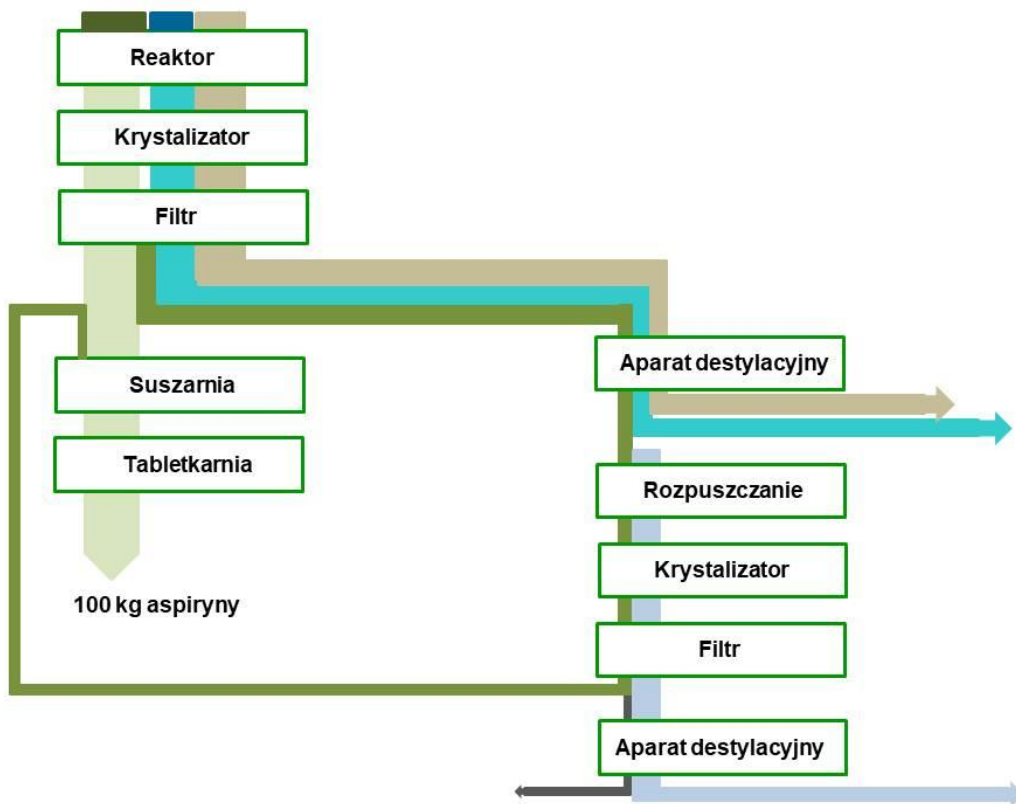 Reaktor
Krystalizator
Filtr
Suszarnia
Tabletkarnia
100 kg aspiryny
Aparat destylacyjny
Rozpuszczanie
Krystalizator
Filtr
Aparat destylacyjny